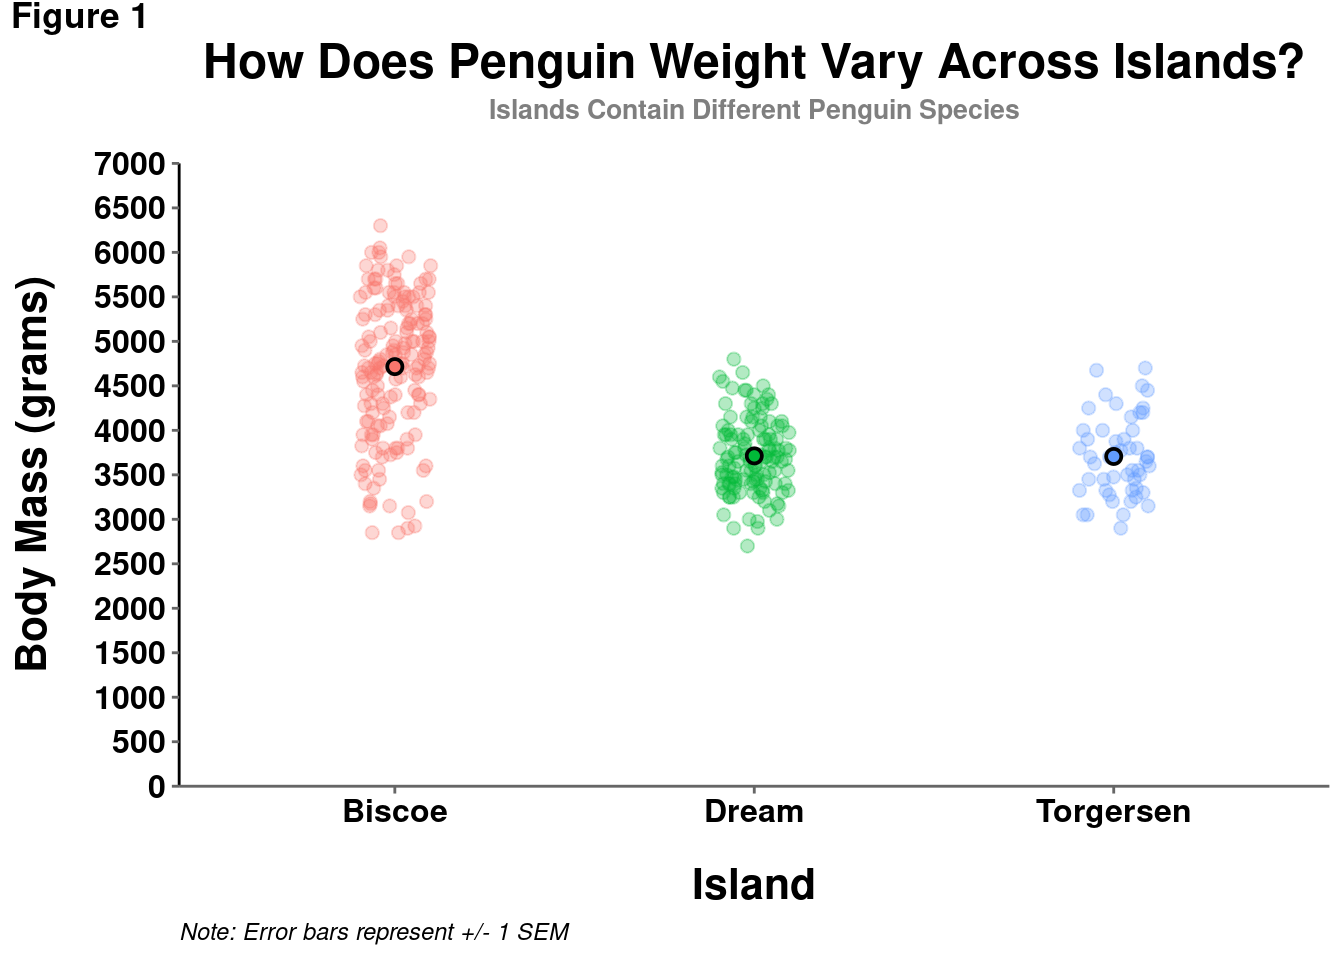 Figure 1
How Does Penguin Weight Vary Across Islands?
Islands Contain Different Penguin Species
7000
6500
6000
5500
5000
4500
4000
3500
3000
2500
2000
1500
1000
500
0
Body Mass (grams)
Biscoe Dream Torgersen
Island
Note: Error bars represent +/- 1 SEM